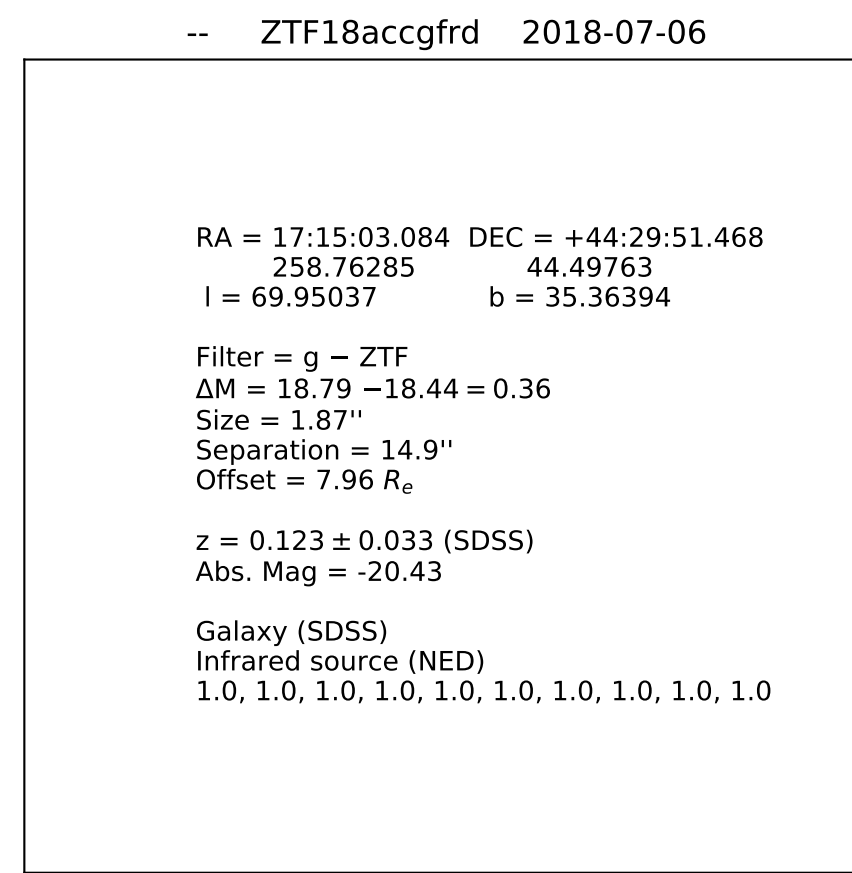 -- ZTF18accgfrd 2018-07-06
RA = 17:15:03.084 DEC = +44:29:51.468
258.76285 44.49763
l = 69.95037 b = 35.36394
Filter = g − ZTF
ΔM = 18.79 −18.44 = 0.36
Size = 1.87''
Separation = 14.9''
Offset = 7.96 Rₑ
z = 0.123 ± 0.033 (SDSS)
Abs. Mag = -20.43
Galaxy (SDSS)
Infrared source (NED)
1.0, 1.0, 1.0, 1.0, 1.0, 1.0, 1.0, 1.0, 1.0, 1.0